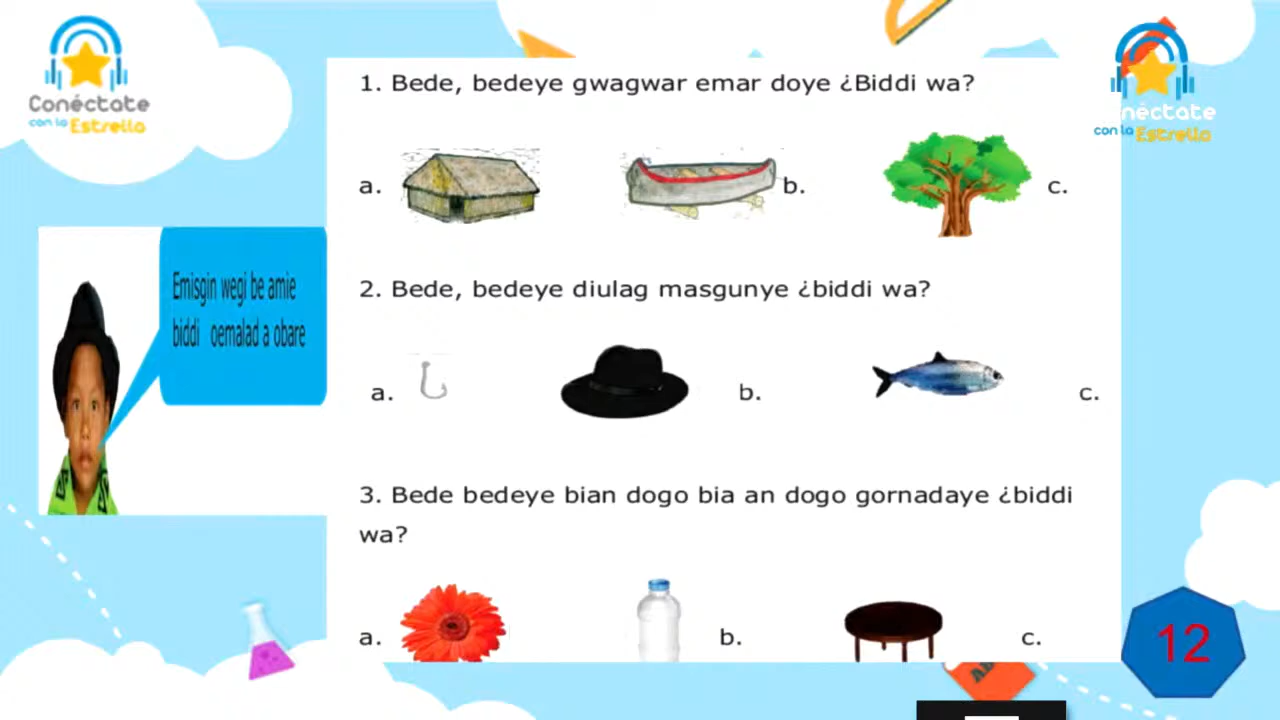 Conéctate
con la Estrella
néctate
con la Estrella
1. Bede, bedeye gwagwar emar doye ¿Biddi wa?
a.
b.
c.
Emisgin wegi be amie
biddi oemalad a obare
2. Bede, bedeye diulag masgunye ¿biddi wa?
a.
b.
c.
3. Bede bedeye bian dogo bia an dogo gornadaye ¿biddi
wa?
a.
b.
c.
12